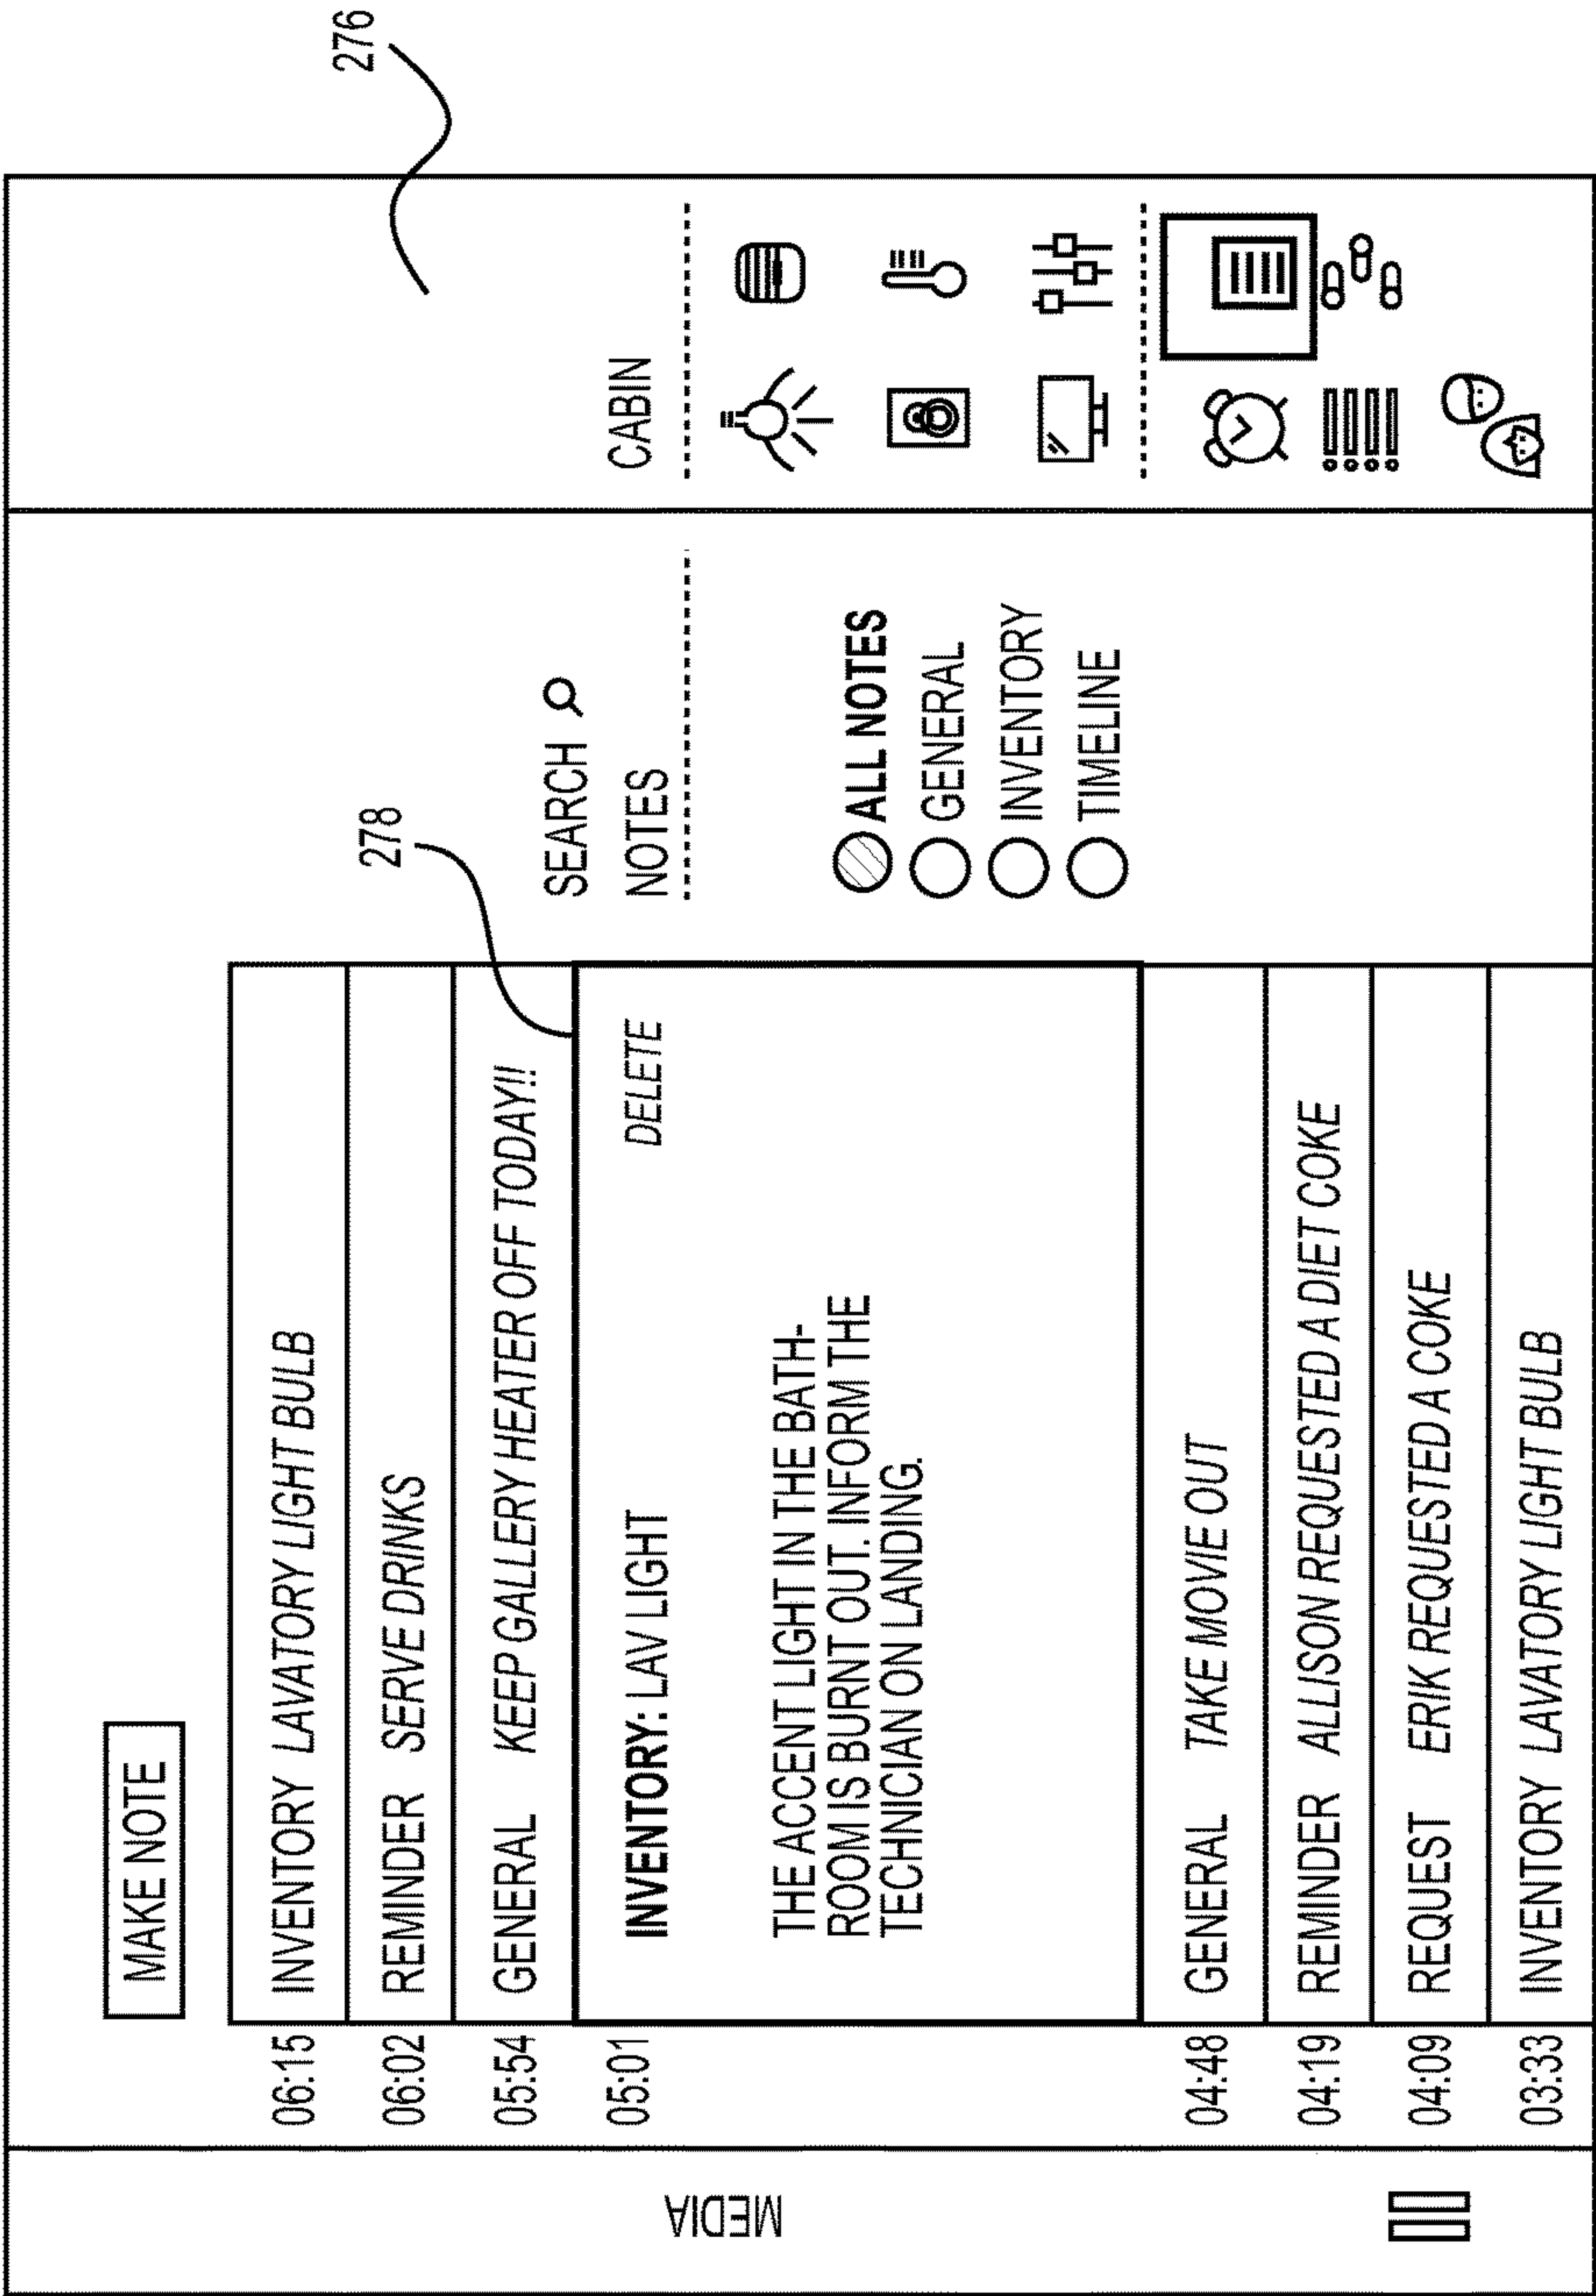 276
MAKE NOTE
06:15 INVENTORY LAVATORY LIGHT BULB
06:02 REMINDER SERVE DRINKS
05:54 GENERAL KEEP GALLERY HEATER OFF TODAY!!
278
05:01 INVENTORY: LAV LIGHT DELETE
THE ACCENT LIGHT IN THE BATH-
ROOM IS BURNT OUT. INFORM THE
TECHNICIAN ON LANDING.
04:48 GENERAL TAKE MOVIE OUT
04:19 REMINDER ALLISON REQUESTED A DIET COKE
04:09 REQUEST ERIK REQUESTED A COKE
03:33 INVENTORY LAVATORY LIGHT BULB
MEDIA
SEARCH
NOTES
ALL NOTES
GENERAL
INVENTORY
TIMELINE
CABIN